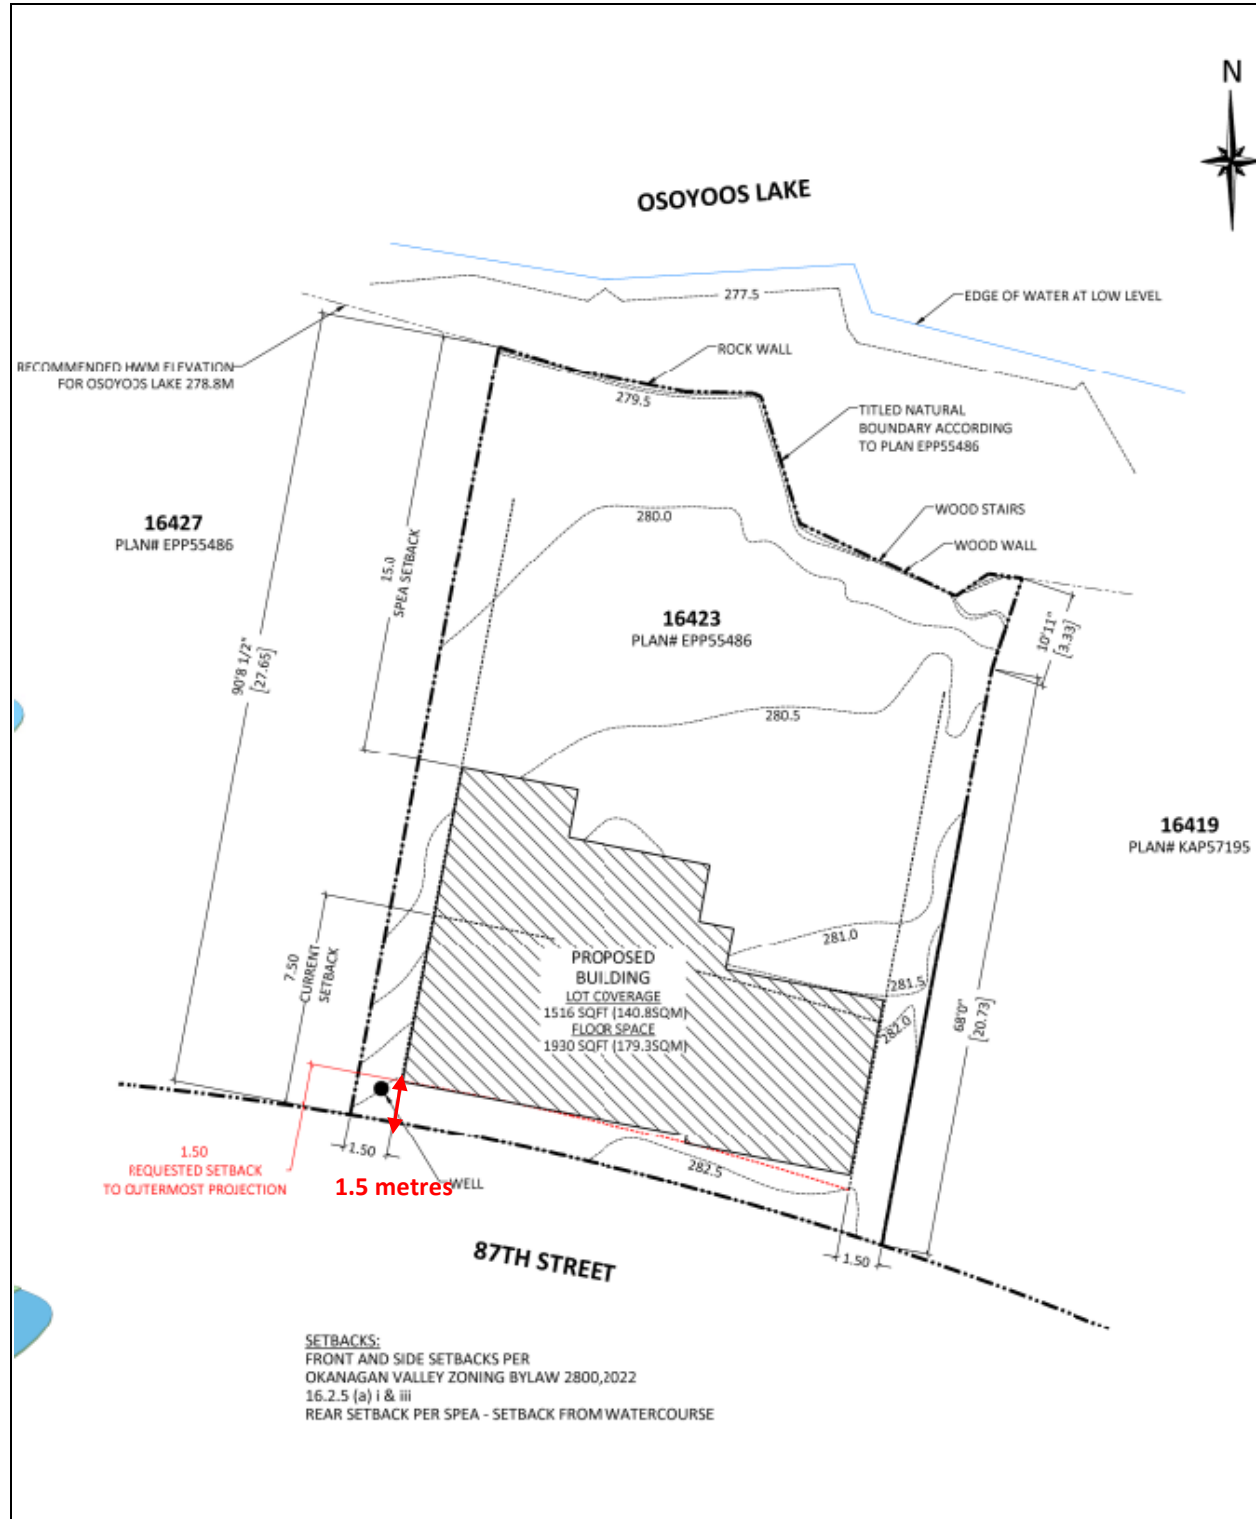 N
OSOYOOS LAKE
277.5
EDGE OF WATER AT LOW LEVEL
RECOMMENDED HWM ELEVATION
FOR OSOYOOS LAKE 278.8M
ROCK WALL
279.5
TITLED NATURAL
BOUNDARY ACCORDING
TO PLAN EPP55486
16427
PLAN# EPP55486
280.0
WOOD STAIRS
WOOD WALL
15.0
SPEA SETBACK
16423
PLAN# EPP55486
10'11"
[3.33]
90'8 1/2"
[27.65]
280.5
16419
PLAN# KAP57195
281.0
7.50
CURRENT
SETBACK
PROPOSED
BUILDING
LOT COVERAGE
1516 SQFT (140.8SQM)
FLOOR SPACE
1930 SQFT (179.3SQM)
281.5
282.0
68'0"
[20.73]
1.50
REQUESTED SETBACK
TO OUTERMOST PROJECTION
1.50
1.5 metres
WELL
282.5
87TH STREET
1.50
SETBACKS:
FRONT AND SIDE SETBACKS PER
OKANAGAN VALLEY ZONING BYLAW 2800,2022
16.2.5 (a) i & iii
REAR SETBACK PER SPEA - SETBACK FROM WATERCOURSE